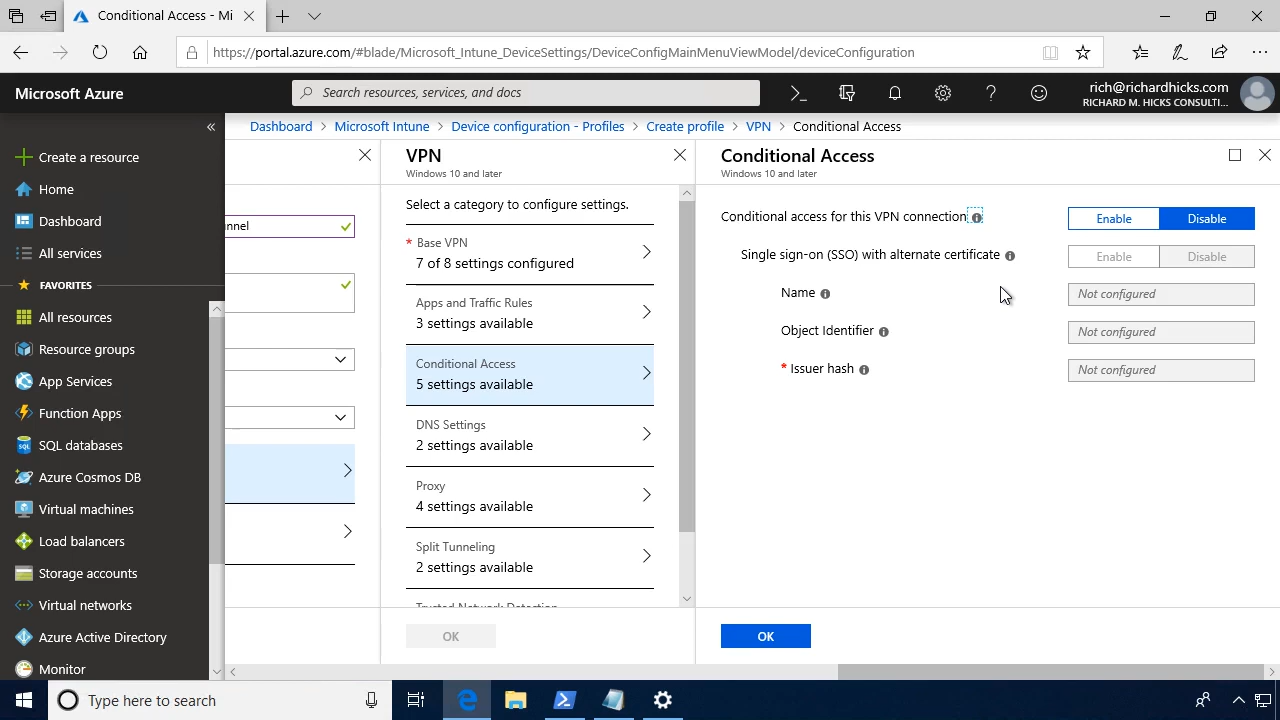 Conditional Access - Mi
https://portal.azure.com/#blade/Microsoft_Intune_DeviceSettings/DeviceConfigMainMenuViewModel/deviceConfiguration
Microsoft Azure
Search resources, services, and docs
rich@richardhicks.com
RICHARD M. HICKS CONSULTI...
Dashboard > Microsoft Intune > Device configuration - Profiles > Create profile > VPN > Conditional Access
Create a resource
Home
Dashboard
All services
FAVORITES
All resources
Resource groups
App Services
Function Apps
SQL databases
Azure Cosmos DB
Virtual machines
Load balancers
Storage accounts
Virtual networks
Azure Active Directory
Monitor
nnel
VPN
Windows 10 and later
Select a category to configure settings.
* Base VPN
7 of 8 settings configured
Apps and Traffic Rules
3 settings available
Conditional Access
5 settings available
DNS Settings
2 settings available
Proxy
4 settings available
Split Tunneling
2 settings available
Trusted Network Detection
OK
Conditional Access
Windows 10 and later
Conditional access for this VPN connection Enable Disable
Single sign-on (SSO) with alternate certificate Enable Disable
Name Not configured
Object Identifier Not configured
* Issuer hash Not configured
OK
Type here to search